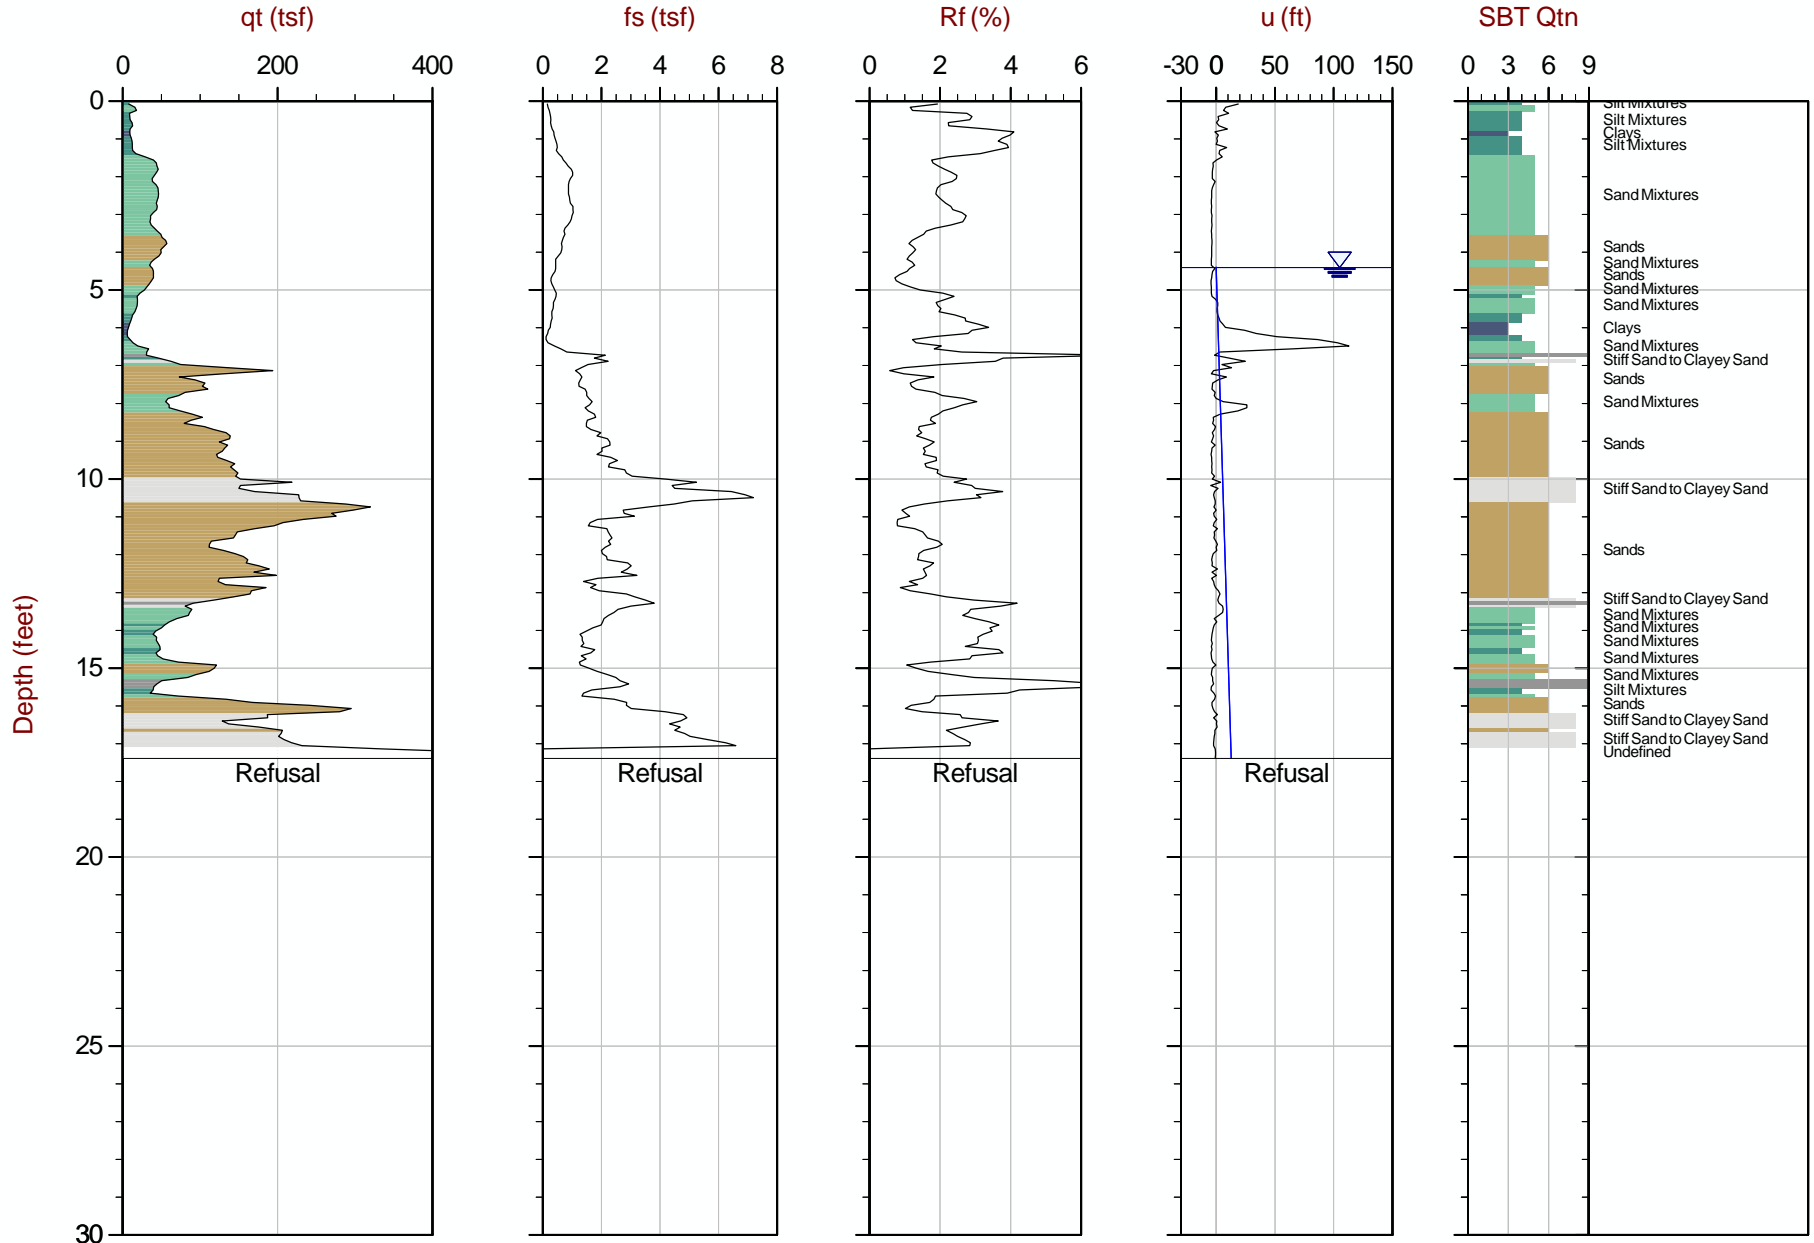 qt (tsf) fs (tsf) Rf (%) u (ft) SBT Qtn
0 200 400 0 2 4 6 8 0 2 4 6 -30 0 50 100 150 0 3 6 9
0
Silt Mixtures
Silt Mixtures
Clays
Silt Mixtures
Sand Mixtures
Sands
Sand Mixtures
Sands
5
Sand Mixtures
Sand Mixtures
Clays
Sand Mixtures
Stiff Sand to Clayey Sand
Sands
Sand Mixtures
Sands
10
Stiff Sand to Clayey Sand
Sands
Stiff Sand to Clayey Sand
Sand Mixtures
Sand Mixtures
Sand Mixtures
Sand Mixtures
15
Sand Mixtures
Silt Mixtures
Sands
Stiff Sand to Clayey Sand
Stiff Sand to Clayey Sand
Undefined
Refusal Refusal Refusal Refusal
Depth (feet)
20
25
30